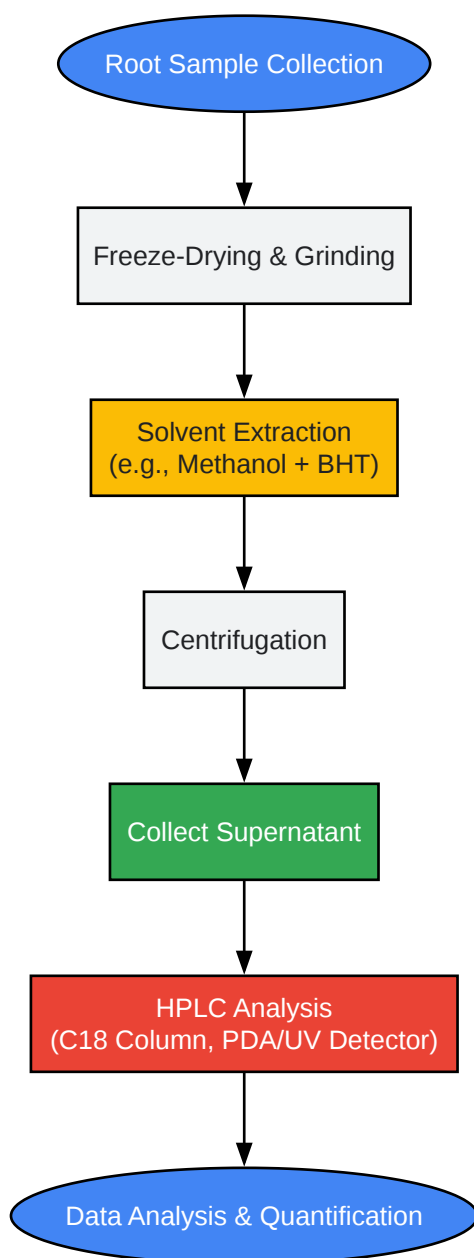 Root Sample Collection
Freeze-Drying & Grinding
Solvent Extraction
(e.g., Methanol + BHT)
Centrifugation
Collect Supernatant
HPLC Analysis
(C18 Column, PDA/UV Detector)
Data Analysis & Quantification